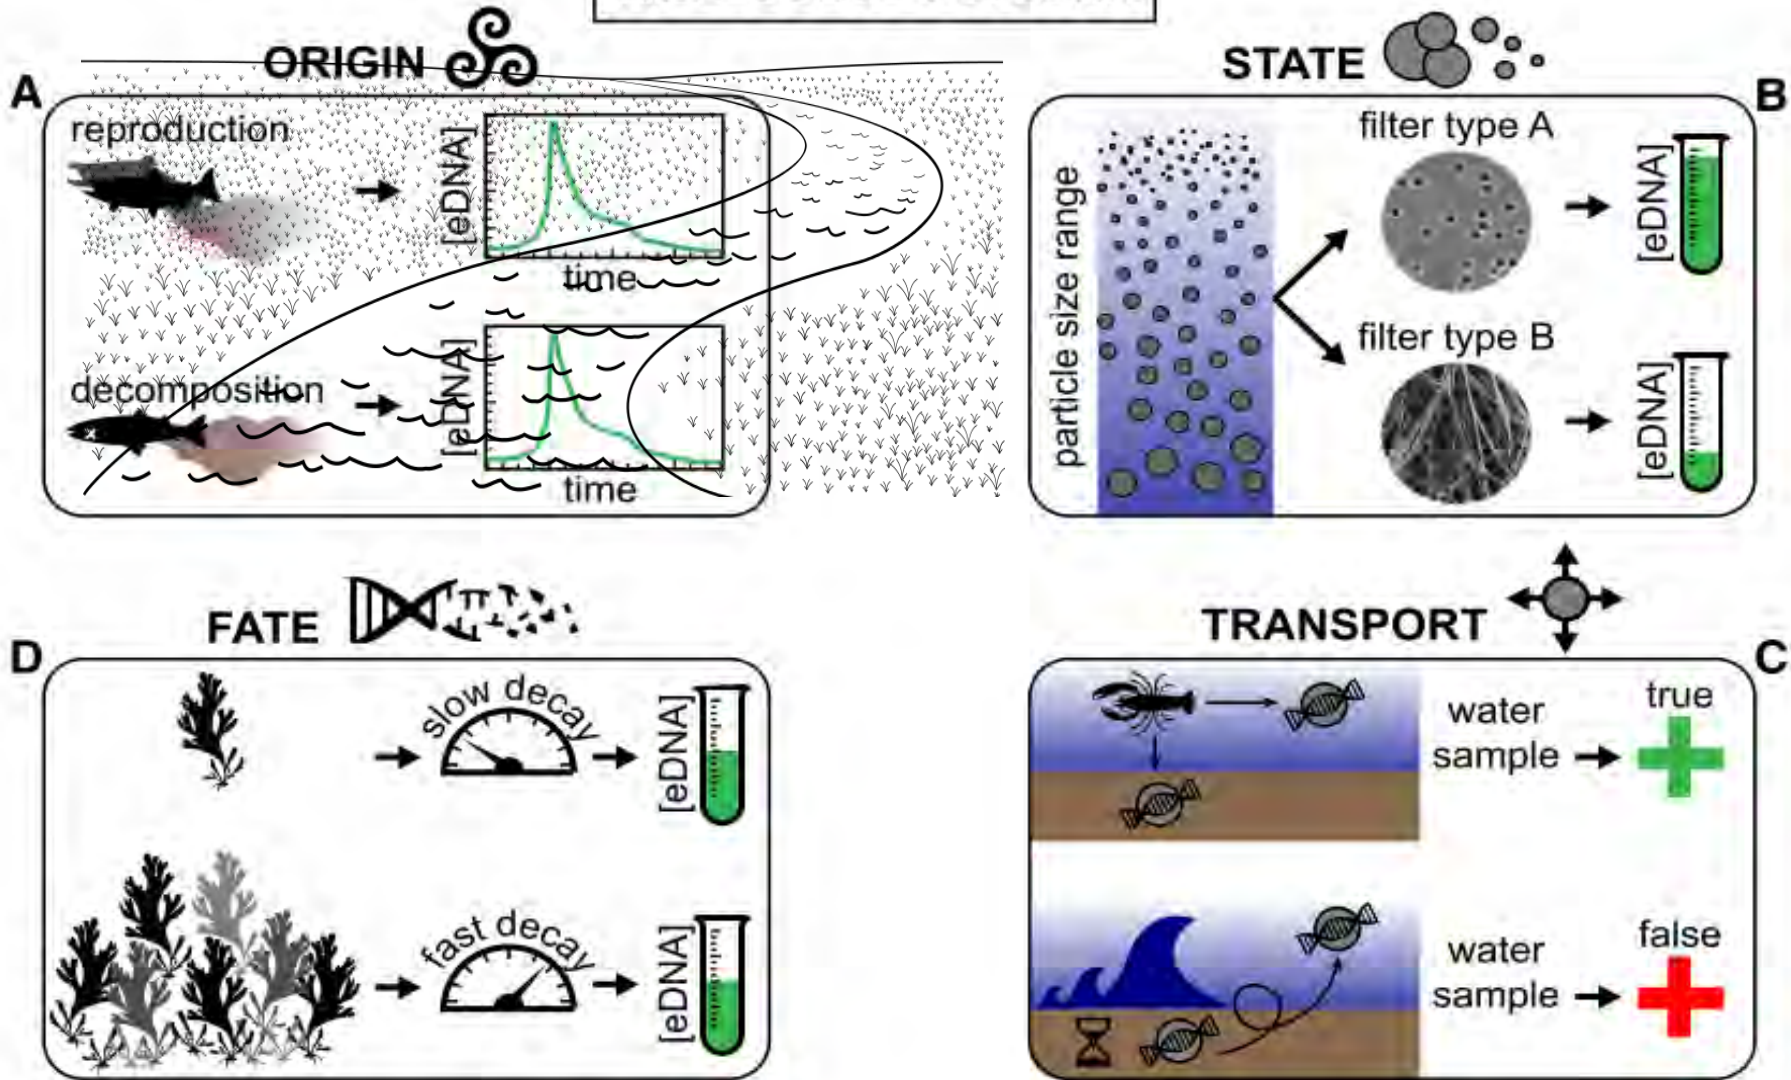 ORIGIN
A
reproduction
[eDNA]
time
decomposition
[eDNA]
time
STATE
B
particle size range
filter type A
[eDNA]
filter type B
[eDNA]
FATE
D
slow decay
[eDNA]
fast decay
[eDNA]
TRANSPORT
C
water
sample
true
water
sample
false